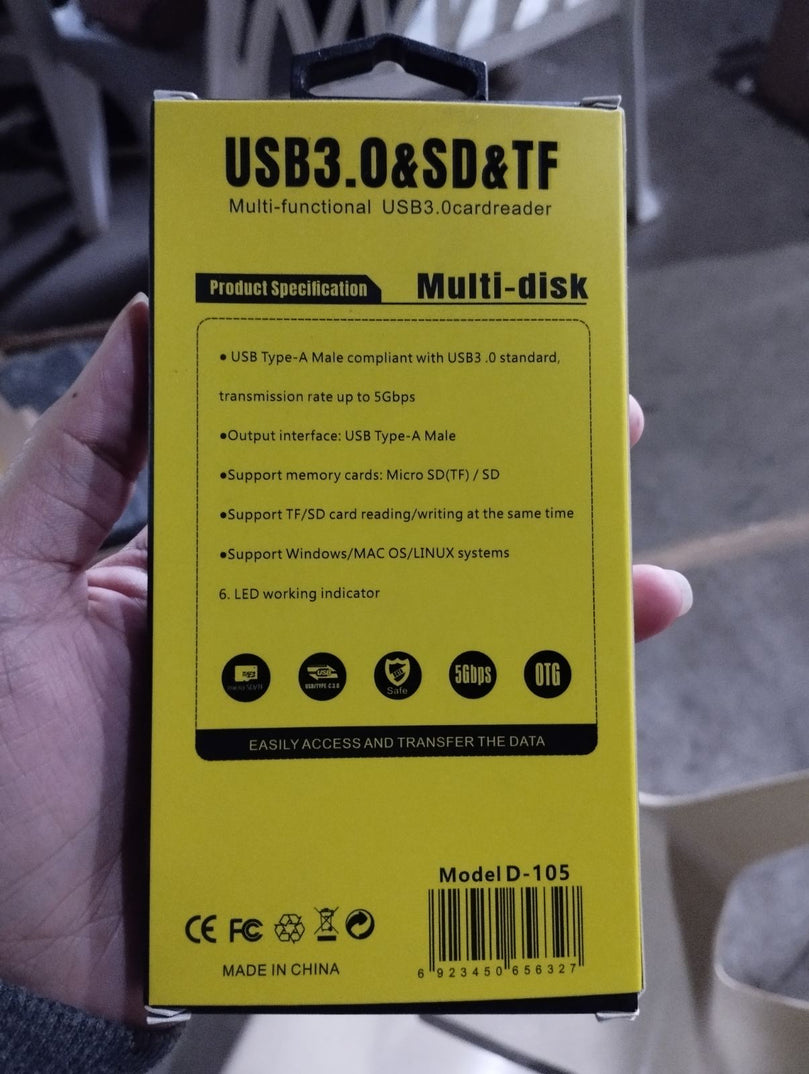 USB3.0&SD&TF
Multi-functional USB3.0cardreader
Product Specification
Multi-disk
● USB Type-A Male compliant with USB3 .0 standard,
transmission rate up to 5Gbps
●Output interface: USB Type-A Male
●Support memory cards: Micro SD(TF) / SD
●Support TF/SD card reading/writing at the same time
●Support Windows/MAC OS/LINUX systems
6. LED working indicator
Safe
5Gbps
OTG
EASILY ACCESS AND TRANSFER THE DATA
Model D-105
CE FC
MADE IN CHINA
6 923450 656327